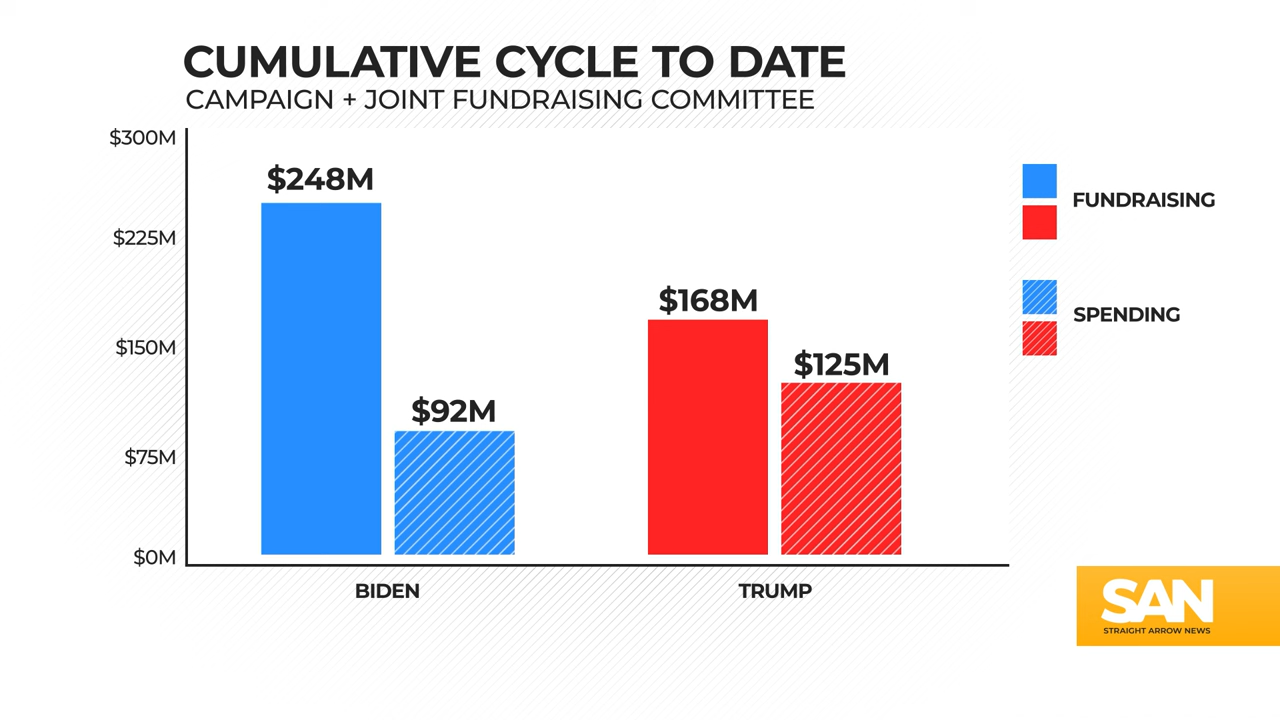 CUMULATIVE CYCLE TO DATE
CAMPAIGN + JOINT FUNDRAISING COMMITTEE
$300M
$225M
$150M
$75M
$0M
$248M
$92M
$168M
$125M
BIDEN
TRUMP
FUNDRAISING
SPENDING
SAN
STRAIGHT ARROW NEWS